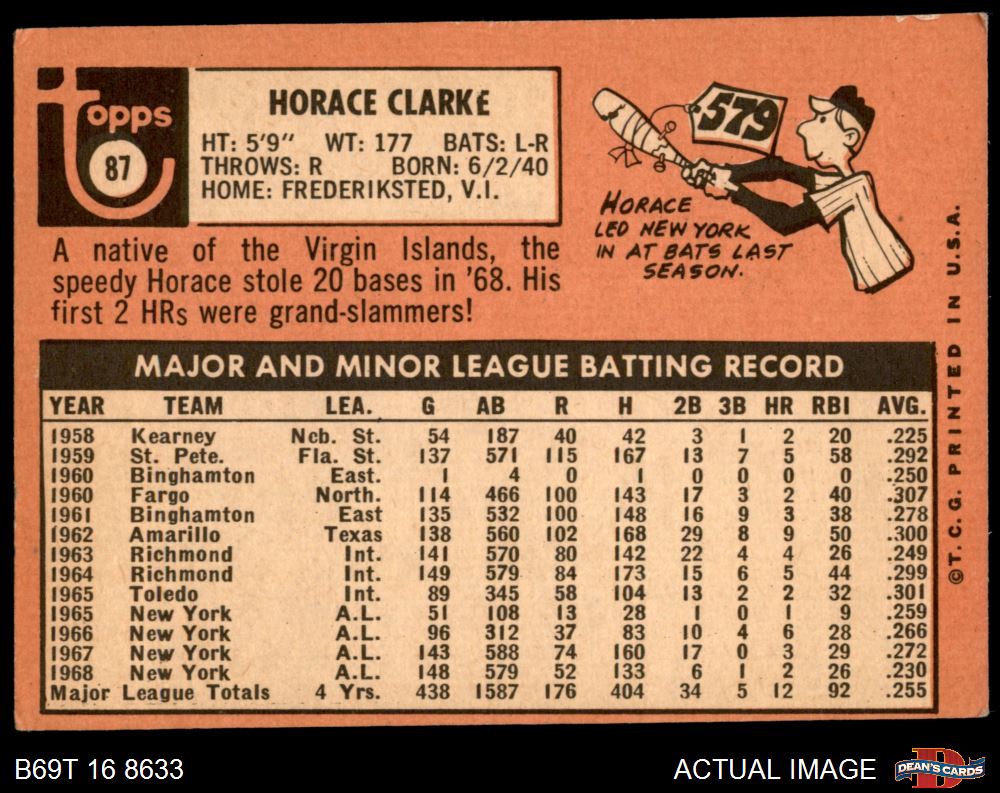 Topps
87
HORACE CLARKE
HT: 5'9" WT: 177 BATS: L-R
THROWS: R BORN: 6/2/40
HOME: FREDERIKSTED, V.I.
A native of the Virgin Islands, the
speedy Horace stole 20 bases in '68. His
first 2 HRs were grand-slammers!
579
HORACE
LED NEW YORK
IN AT BATS LAST
SEASON.
MAJOR AND MINOR LEAGUE BATTING RECORD
YEAR TEAM LEA. G AB R H 2B 3B HR RBI AVG.
1958 Kearney Neb. St. 54 187 40 42 3 1 2 20 .225
1959 St. Pete. Fla. St. 137 571 115 167 13 7 5 58 .292
1960 Binghamton East. 1 4 0 1 0 0 0 0 .250
1960 Fargo North. 114 466 100 143 17 3 2 40 .307
1961 Binghamton East 135 532 100 148 16 9 3 38 .278
1962 Amarillo Texas 138 560 102 168 29 8 9 50 .300
1963 Richmond Int. 141 570 80 142 22 4 4 26 .249
1964 Richmond Int. 149 579 84 173 15 6 5 44 .299
1965 Toledo Int. 89 345 58 104 13 2 2 32 .301
1965 New York A.L. 51 108 13 28 1 0 1 9 .259
1966 New York A.L. 96 312 37 83 10 4 6 28 .266
1967 New York A.L. 143 588 74 160 17 0 3 29 .272
1968 New York A.L. 148 579 52 133 6 1 2 26 .230
Major League Totals 4 Yrs. 438 1587 176 404 34 5 12 92 .255
©T.C.G. PRINTED IN U.S.A.
B69T 16 8633
ACTUAL IMAGE
D
DEAN'S CARDS